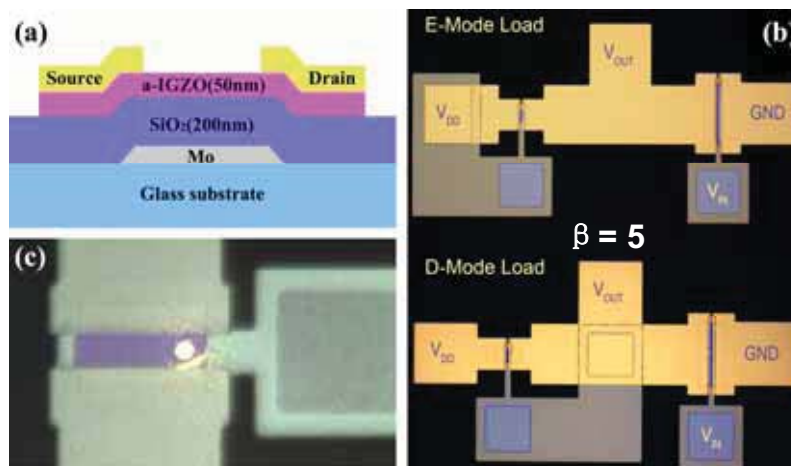 (a)
Source
Drain
a-IGZO(50nm)
SiO₂(200nm)
Mo
Glass substrate
(b)
E-Mode Load
V_OUT
V_DD
GND
V_IN
β = 5
D-Mode Load
V_OUT
V_DD
GND
V_IN
(c)